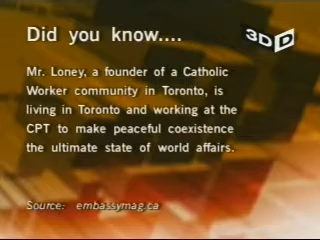 Did you know....
3DD
Mr. Loney, a founder of a Catholic
Worker community in Toronto, is
living in Toronto and working at the
CPT to make peaceful coexistence
the ultimate state of world affairs.
Source: embassymag.ca